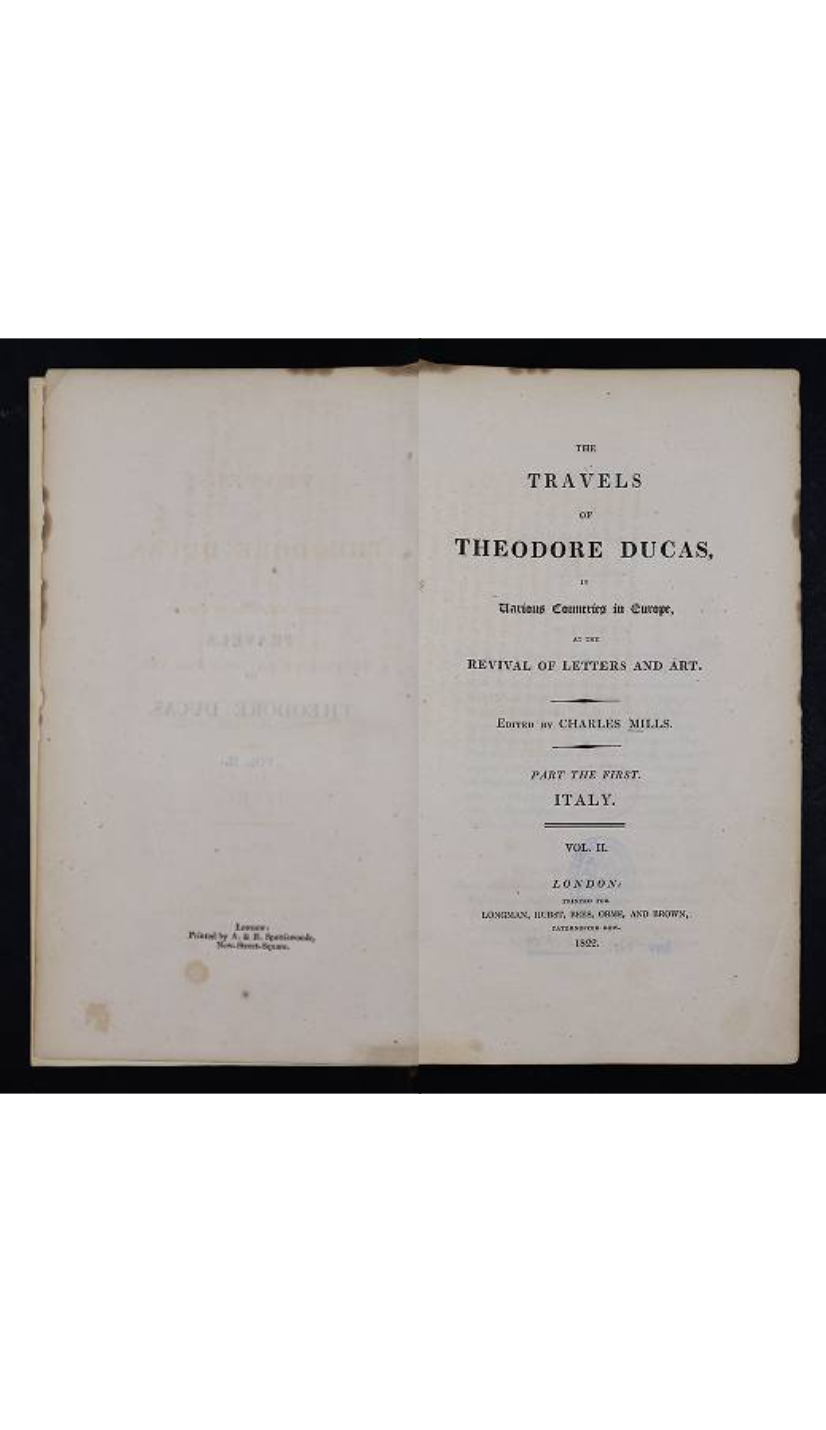 London:
Printed by A. & R. Spottiswoode,
New-Street-Square.
THE
TRAVELS
OF
THEODORE DUCAS,
IN
Various Countries in Europe,
AT THE
REVIVAL OF LETTERS AND ART.
EDITED BY CHARLES MILLS.
PART THE FIRST.
ITALY.
VOL. II.
LONDON:
PRINTED FOR
LONGMAN, HURST, REES, ORME, AND BROWN,
PATERNOSTER-ROW.
1822.